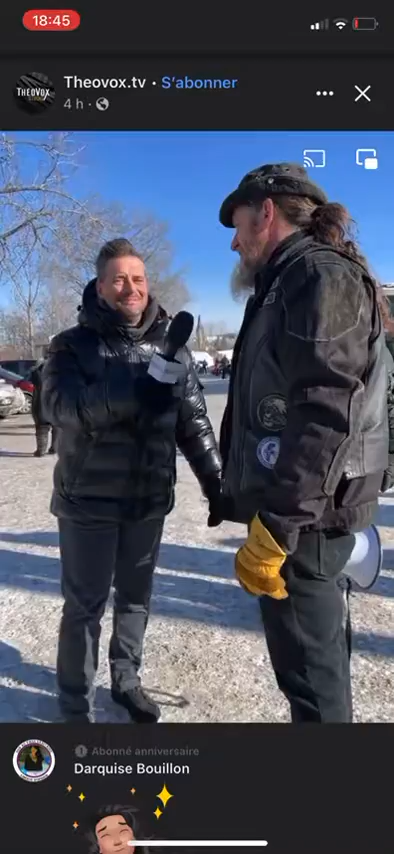 18:45
THEOVOX
Theovox.tv · S'abonner
4 h ·
Abonné anniversaire
Darquise Bouillon